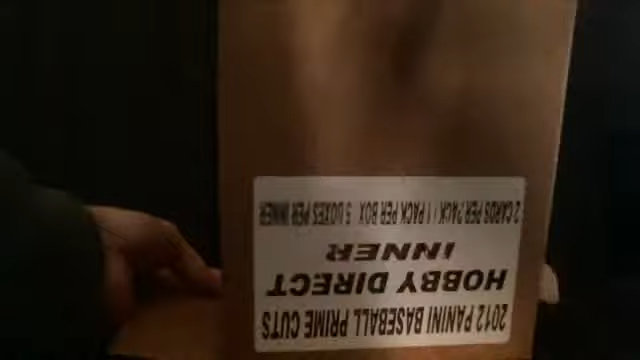 2012 PANINI BASEBALL PRIME CUTS
HOBBY DIRECT
INNER
2 CARDS PER PACK / 1 PACK PER BOX 5 BOXES PER INNER